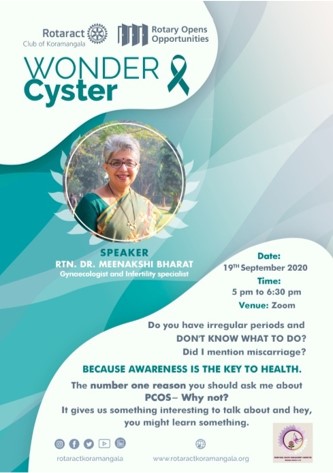 Rotaract
Club of Koramangala
Rotary Opens
Opportunities
WONDER
Cyster
SPEAKER
RTN. DR. MEENAKSHI BHARAT
Gynaecologist and Infertility specialist
Date:
19TH September 2020
Time:
5 pm to 6:30 pm
Venue: Zoom
Do you have irregular periods and
DON'T KNOW WHAT TO DO?
Did I mention miscarriage?
BECAUSE AWARENESS IS THE KEY TO HEALTH.
The number one reason you should ask me about
PCOS– Why not?
It gives us something interesting to talk about and hey,
you might learn something.
rotaractkoramangala
www.rotaractkoramangala.org